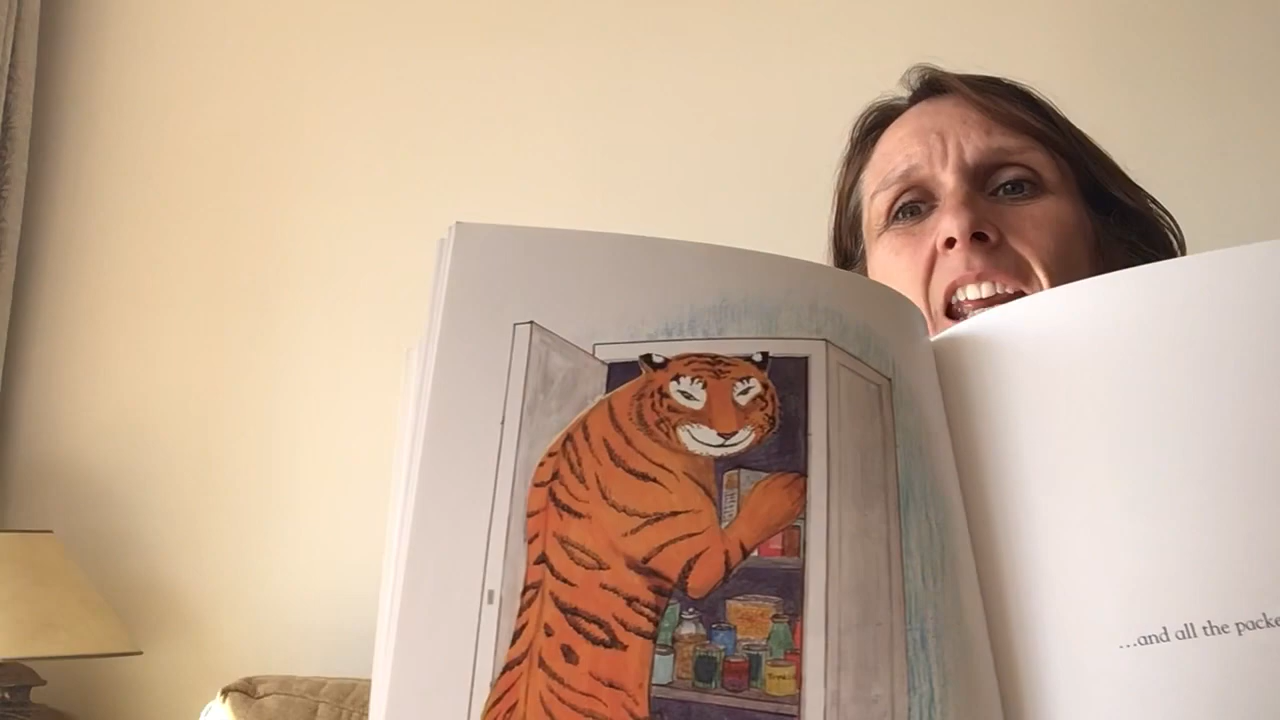 ...and all the packe